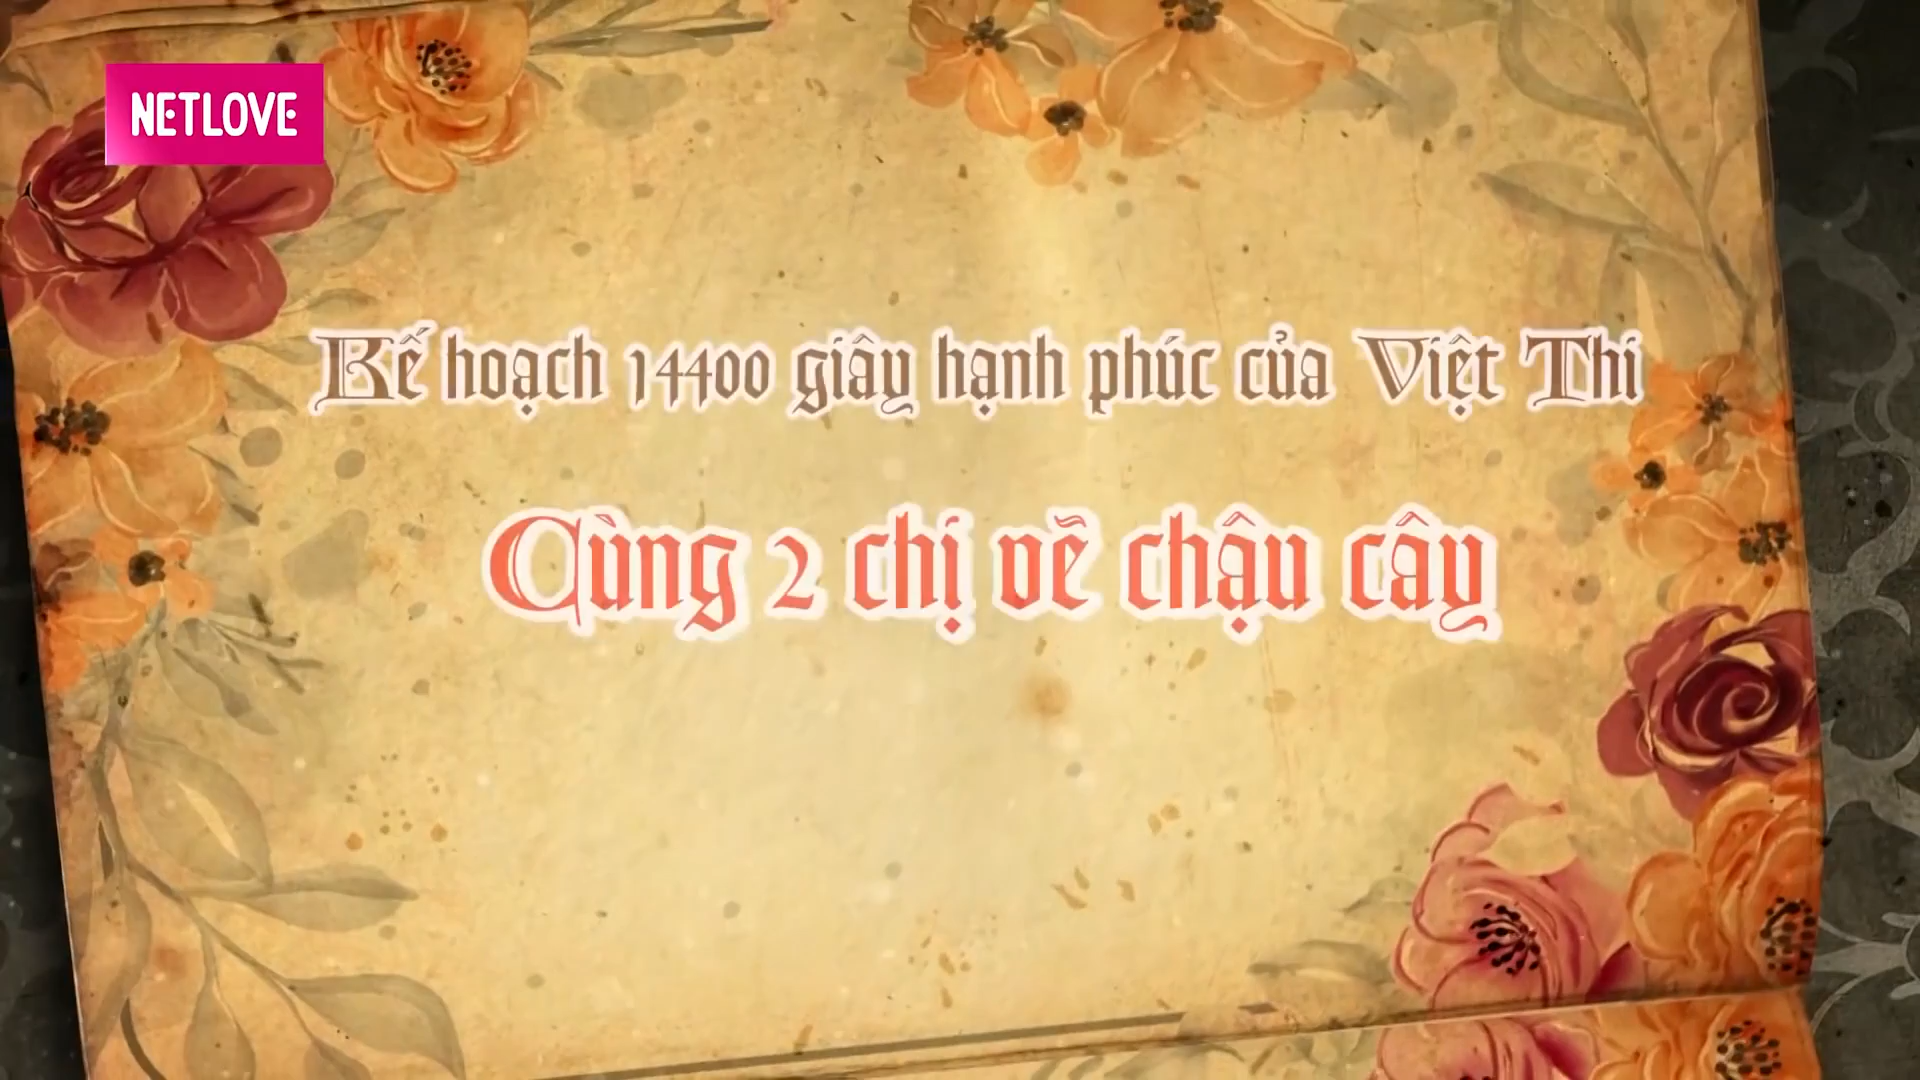 NETLOVE
Kế hoạch 14400 giây hạnh phúc của Việt Thi
Cùng 2 chị vẽ chậu cây